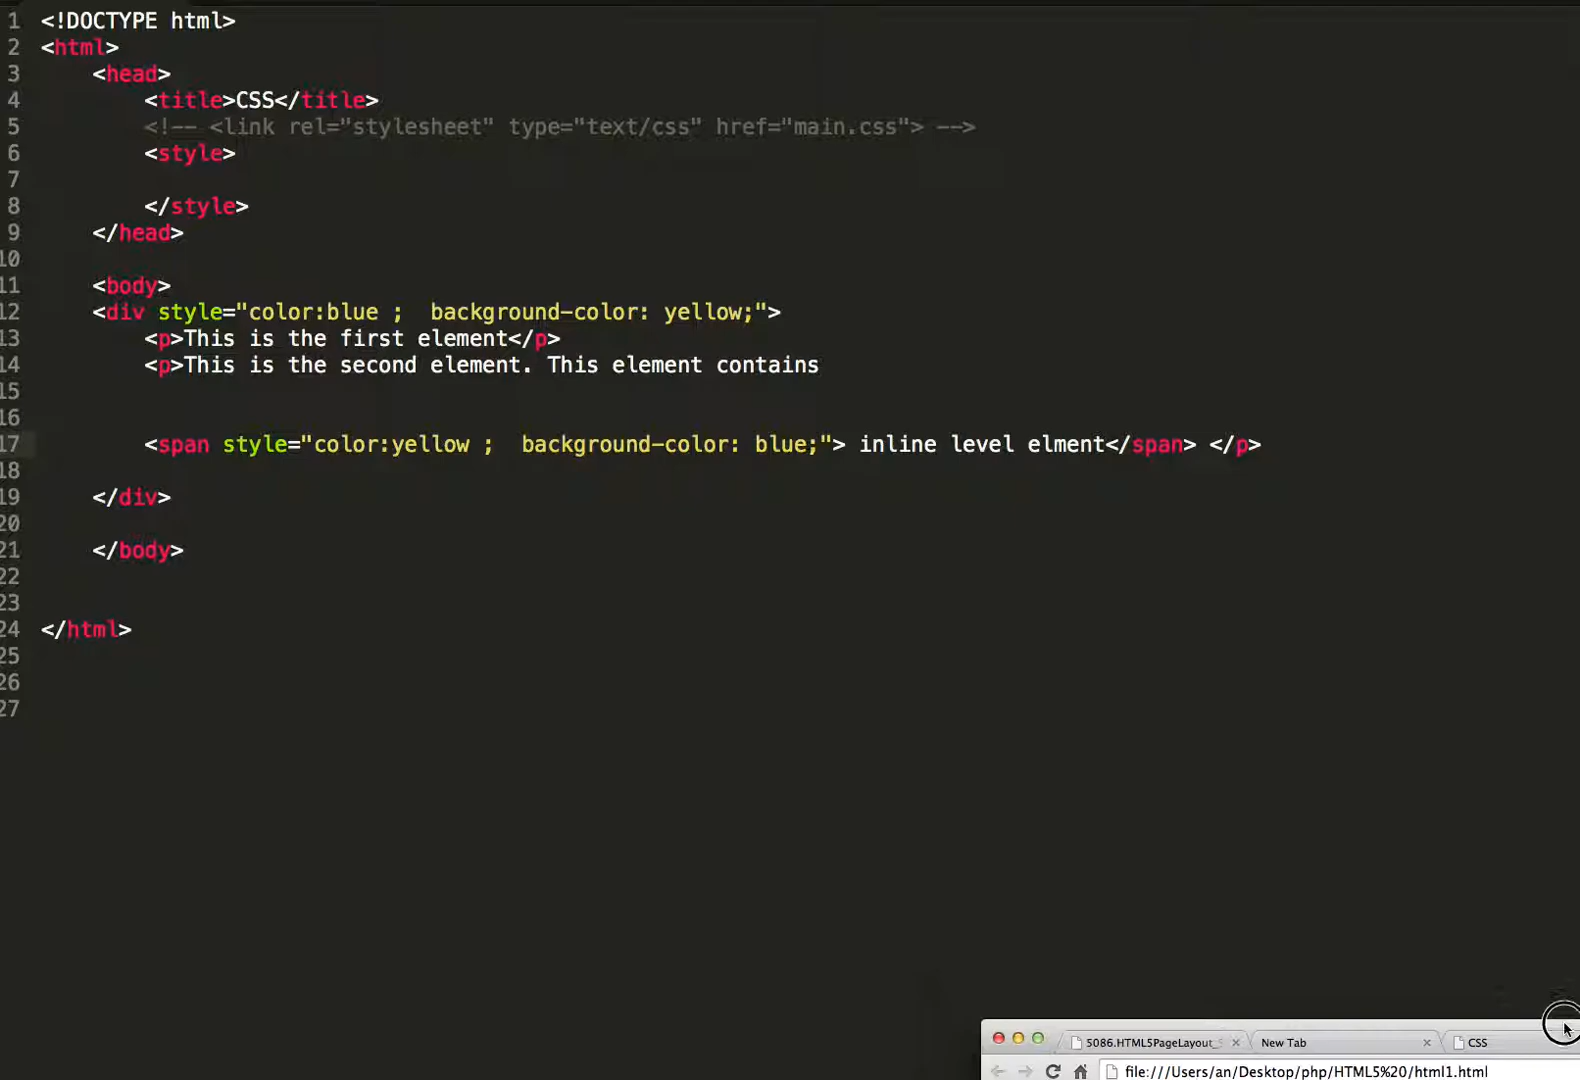 1 <!DOCTYPE html>
2 <html>
3 <head>
4 <title>CSS</title>
5 <!-- <link rel="stylesheet" type="text/css" href="main.css"> -->
6 <style>
7
8 </style>
9 </head>
10
11 <body>
12 <div style="color:blue ;  background-color: yellow;">
13 <p>This is the first element</p>
14 <p>This is the second element. This element contains
15
16
17 <span style="color:yellow ;  background-color: blue;"> inline level elment</span> </p>
18
19 </div>
20
21 </body>
22
23
24 </html>
25
26
27
5086.HTML5PageLayout_ New Tab CSS
file:///Users/an/Desktop/php/HTML5%20/html1.html